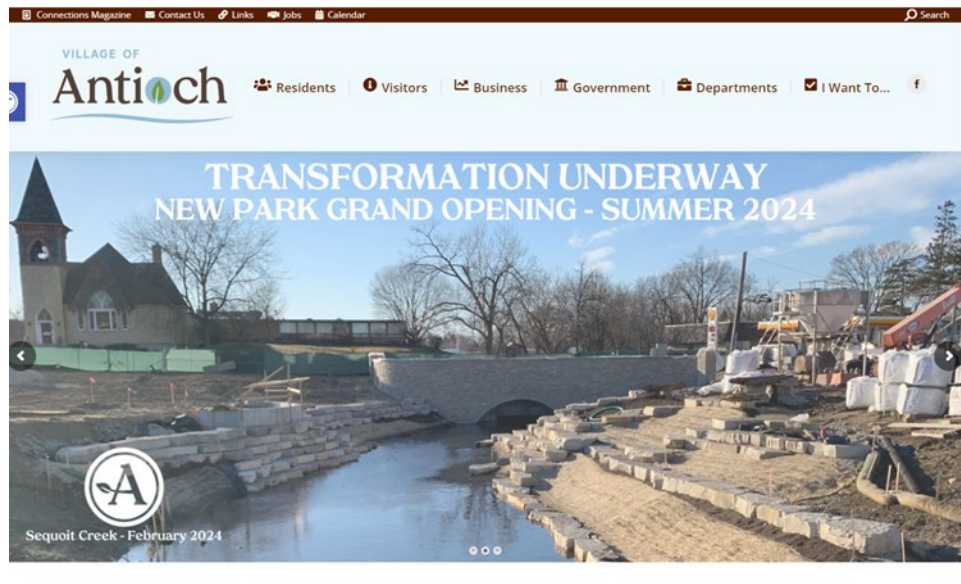 Connections Magazine Contact Us Links Jobs Calendar Search
VILLAGE OF
Antioch
Residents Visitors Business Government Departments I Want To...
f
TRANSFORMATION UNDERWAY
NEW PARK GRAND OPENING - SUMMER 2024
A
Sequoit Creek - February 2024